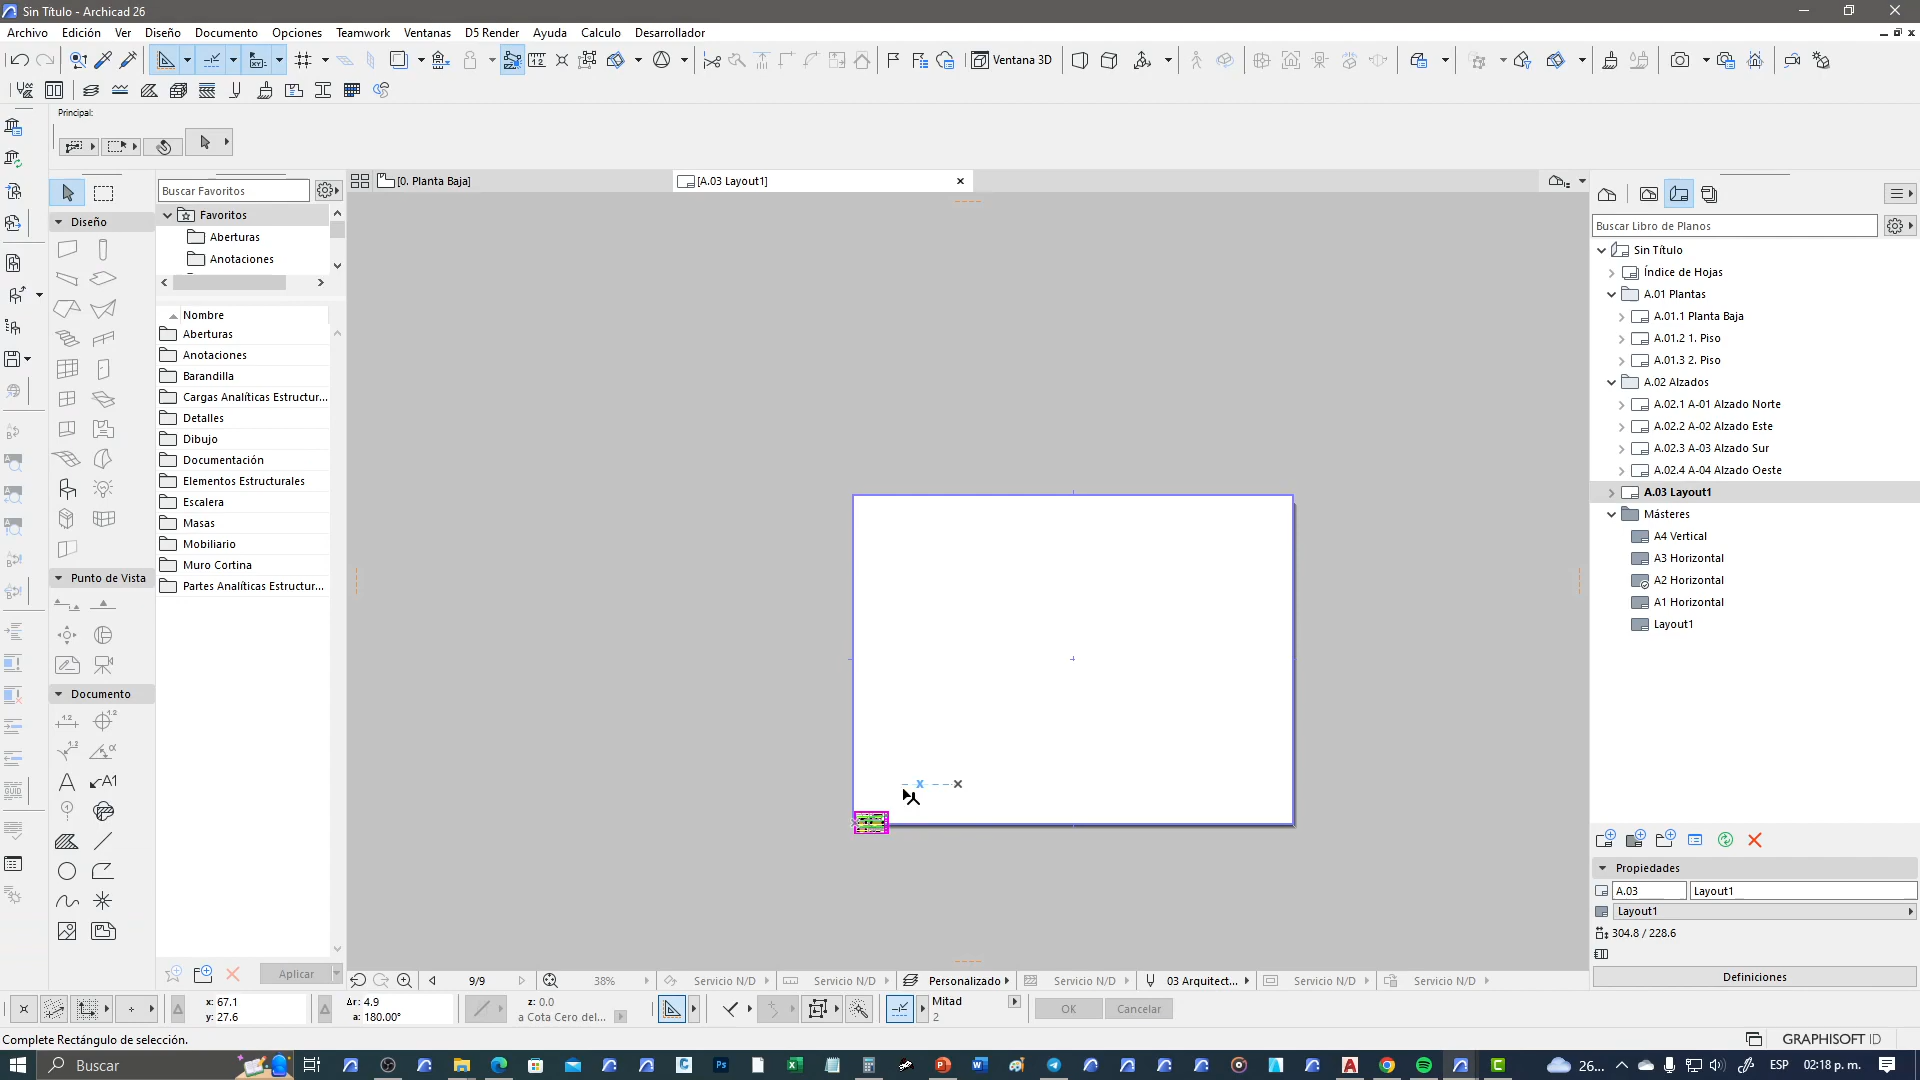 Sin Título - Archicad 26
Archivo Edición Ver Diseño Documento Opciones Teamwork Ventanas D5 Render Ayuda Calculo Desarrollador
Ventana 3D
Principal:
[0. Planta Baja]
[A.03 Layout1]
Buscar Favoritos
Diseño
Favoritos
Aberturas
Anotaciones
Nombre
Aberturas
Anotaciones
Barandilla
Cargas Analíticas Estructur...
Detalles
Dibujo
Documentación
Elementos Estructurales
Escalera
Masas
Mobiliario
Muro Cortina
Partes Analíticas Estructur...
Punto de Vista
Documento
Aplicar
Buscar Libro de Planos
Sin Título
Índice de Hojas
A.01 Plantas
A.01.1 Planta Baja
A.01.2 1. Piso
A.01.3 2. Piso
A.02 Alzados
A.02.1 A-01 Alzado Norte
A.02.2 A-02 Alzado Este
A.02.3 A-03 Alzado Sur
A.02.4 A-04 Alzado Oeste
A.03 Layout1
Másteres
A4 Vertical
A3 Horizontal
A2 Horizontal
A1 Horizontal
Layout1
Propiedades
A.03 Layout1
Layout1
304.8 / 228.6
Definiciones
9/9 38% Servicio N/D Servicio N/D Personalizado Servicio N/D 03 Arquitect... Servicio N/D Servicio N/D
x: 67.1
y: 27.6
Δr: 4.9
a: 180.00°
z: 0.0
a Cota Cero del...
Mitad
2
OK Cancelar
Complete Rectángulo de selección.
GRAPHISOFT ID
Buscar
26...
ESP
02:18 p. m.